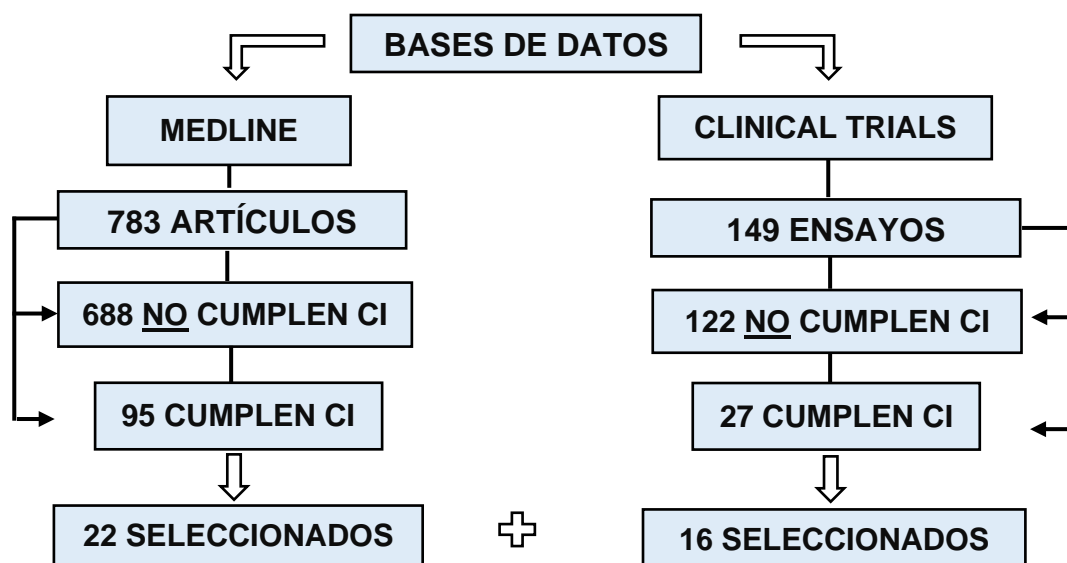 BASES DE DATOS
MEDLINE
783 ARTÍCULOS
688 NO CUMPLEN CI
95 CUMPLEN CI
22 SELECCIONADOS
CLINICAL TRIALS
149 ENSAYOS
122 NO CUMPLEN CI
27 CUMPLEN CI
16 SELECCIONADOS